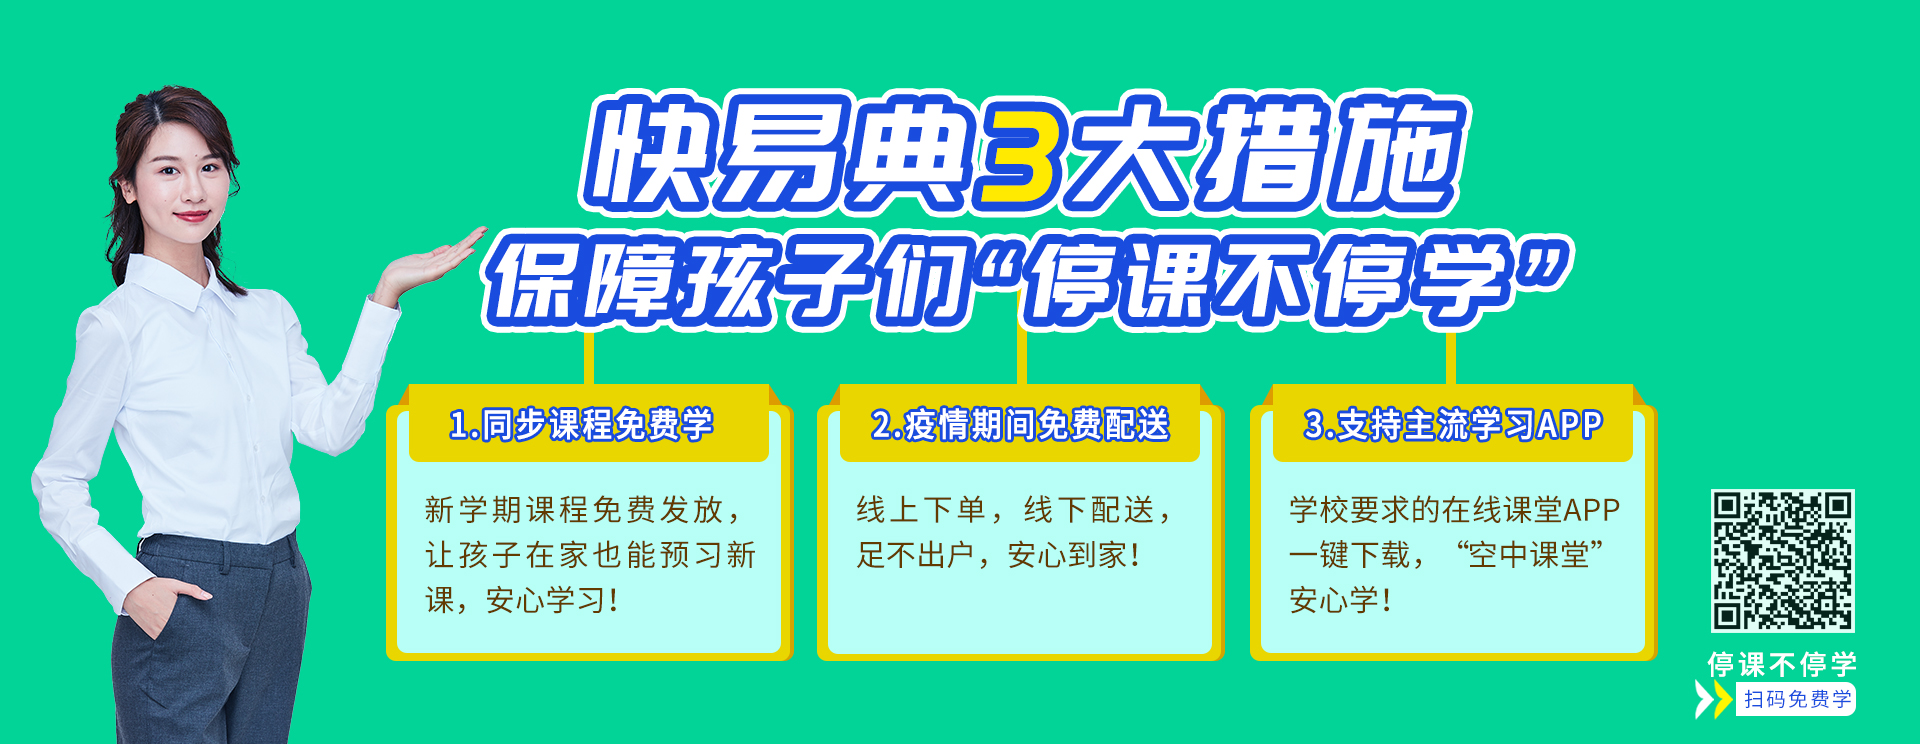 快易典3大措施
保障孩子们“停课不停学”
1.同步课程免费学
新学期课程免费发放，
让孩子在家也能预习新
课，安心学习！
2.疫情期间免费配送
线上下单，线下配送，
足不出户，安心到家！
3.支持主流学习APP
学校要求的在线课堂APP
一键下载，“空中课堂”
安心学！
停课不停学
扫码免费学